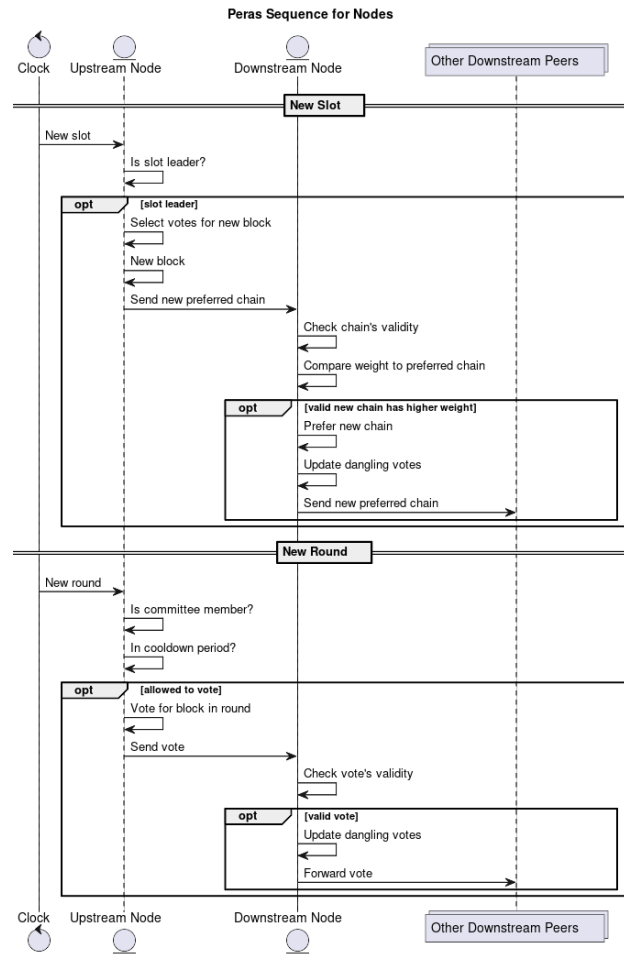 Peras Sequence for Nodes
Clock Upstream Node Downstream Node Other Downstream Peers
New Slot
New slot
Is slot leader?
opt [slot leader]
Select votes for new block
New block
Send new preferred chain
Check chain's validity
Compare weight to preferred chain
opt [valid new chain has higher weight]
Prefer new chain
Update dangling votes
Send new preferred chain
New Round
New round
Is committee member?
In cooldown period?
opt [allowed to vote]
Vote for block in round
Send vote
Check vote's validity
opt [valid vote]
Update dangling votes
Forward vote
Clock Upstream Node Downstream Node Other Downstream Peers